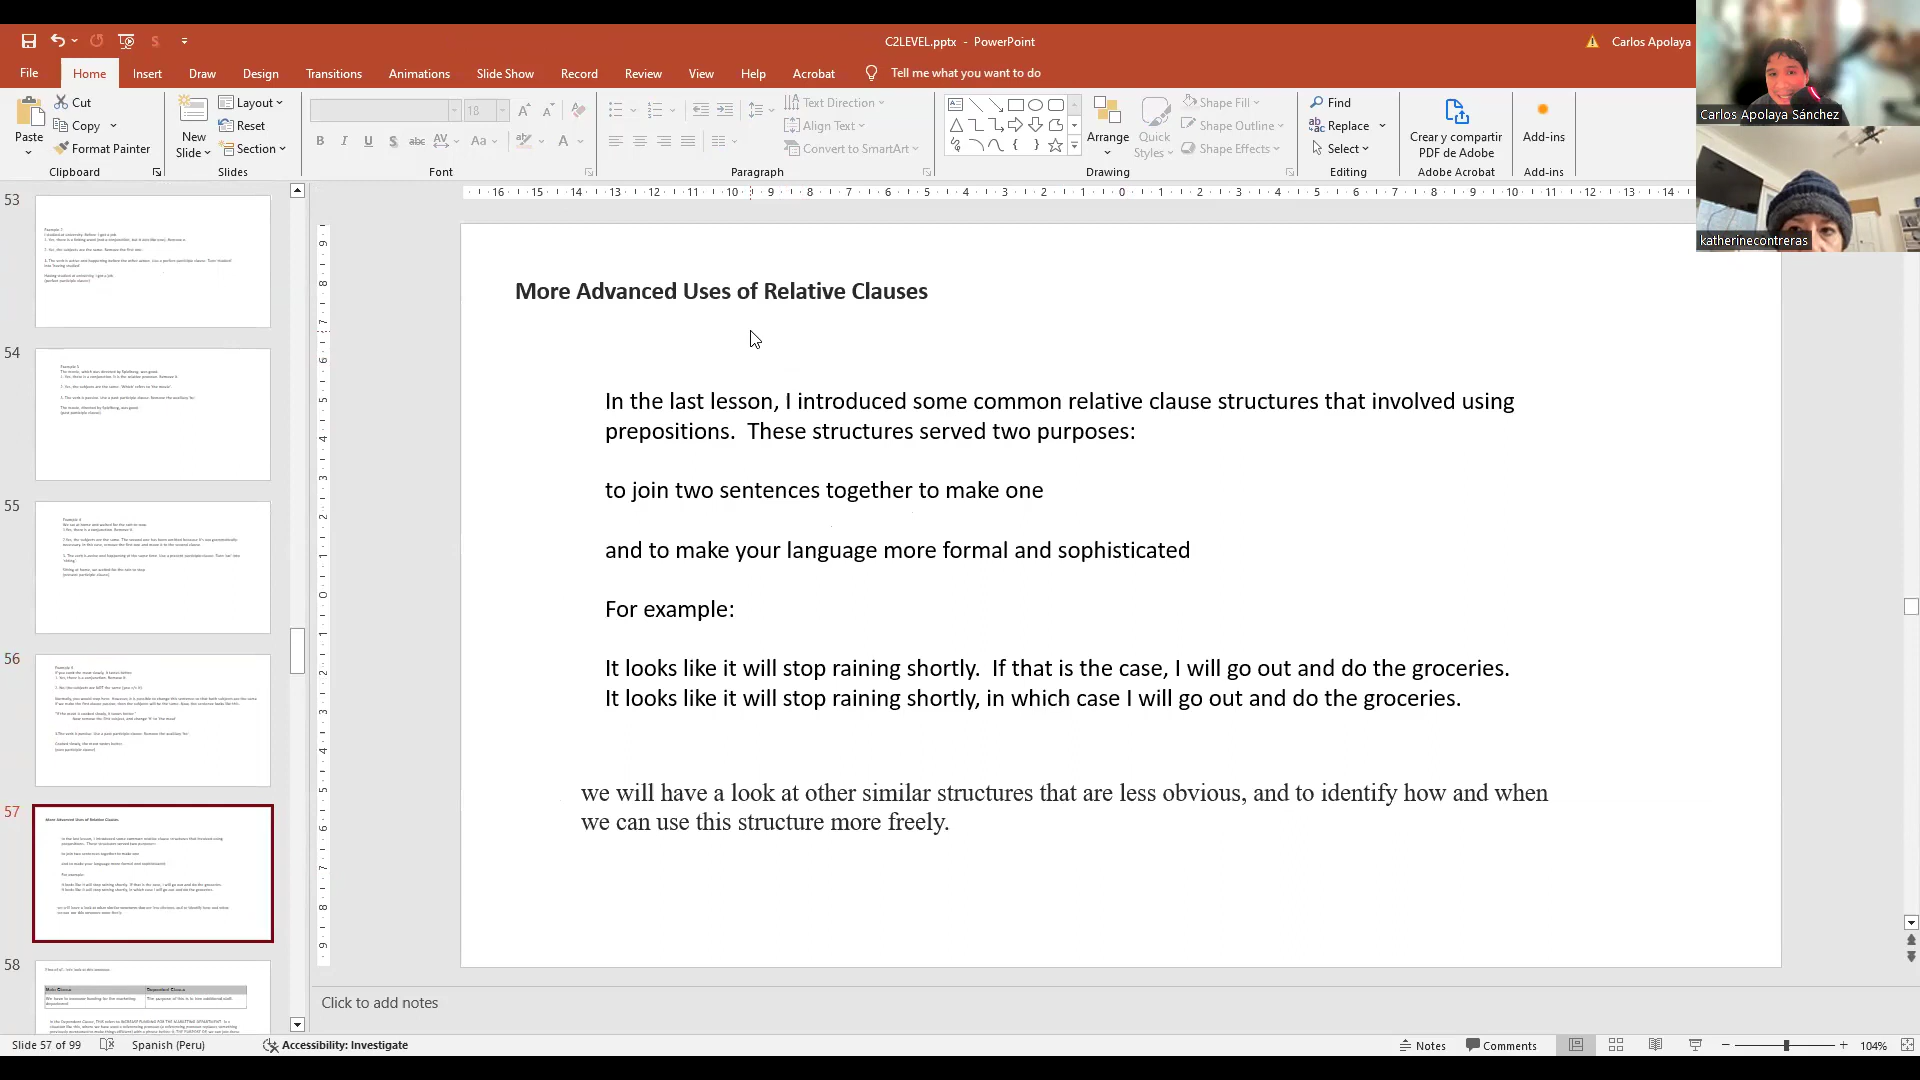 C2LEVEL.pptx - PowerPoint
Carlos Apolaya
File Home Insert Draw Design Transitions Animations Slide Show Record Review View Help Acrobat Tell me what you want to do
Paste
Cut
Copy
Format Painter
Clipboard
New
Slide
Layout
Reset
Section
Slides
18
Font
Text Direction
Align Text
Convert to SmartArt
Paragraph
Arrange
Quick
Styles
Shape Fill
Shape Outline
Shape Effects
Drawing
Find
Replace
Select
Editing
Crear y compartir
PDF de Adobe
Adobe Acrobat
Add-ins
Add-ins
Carlos Apolaya Sánchez
katherinecontreras
53
54
55
56
57
58
More Advanced Uses of Relative Clauses
In the last lesson, I introduced some common relative clause structures that involved using
prepositions. These structures served two purposes:
to join two sentences together to make one
and to make your language more formal and sophisticated
For example:
It looks like it will stop raining shortly. If that is the case, I will go out and do the groceries.
It looks like it will stop raining shortly, in which case I will go out and do the groceries.
we will have a look at other similar structures that are less obvious, and to identify how and when
we can use this structure more freely.
Click to add notes
Slide 57 of 99 Spanish (Peru) Accessibility: Investigate Notes Comments 104%